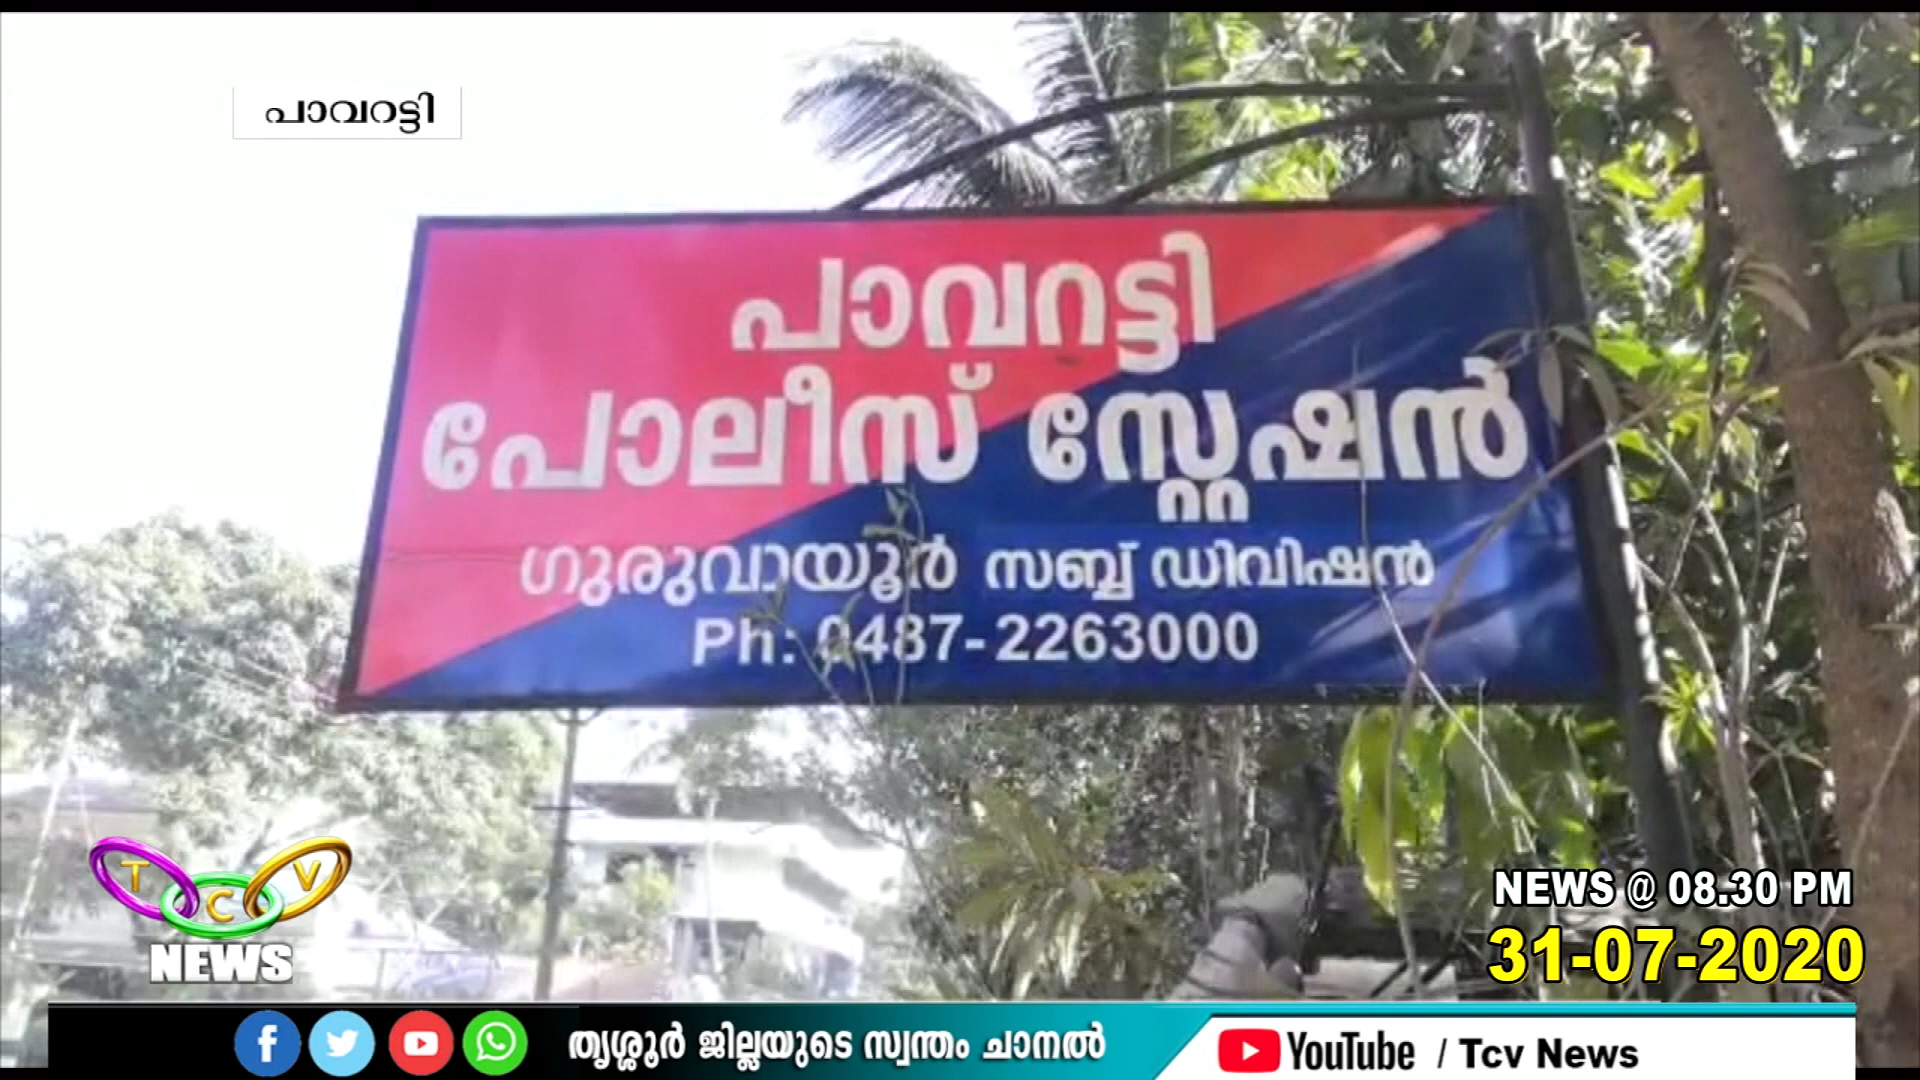 പാവറട്ടി
പാവറട്ടി
പോലീസ് സ്റ്റേഷൻ
ഗുരുവായൂർ സബ്ബ് ഡിവിഷൻ
Ph: 0487-2263000
T C V
NEWS
NEWS @ 08.30 PM
31-07-2020
തൃശ്ശൂർ ജില്ലയുടെ സ്വന്തം ചാനൽ
YouTube / Tcv News